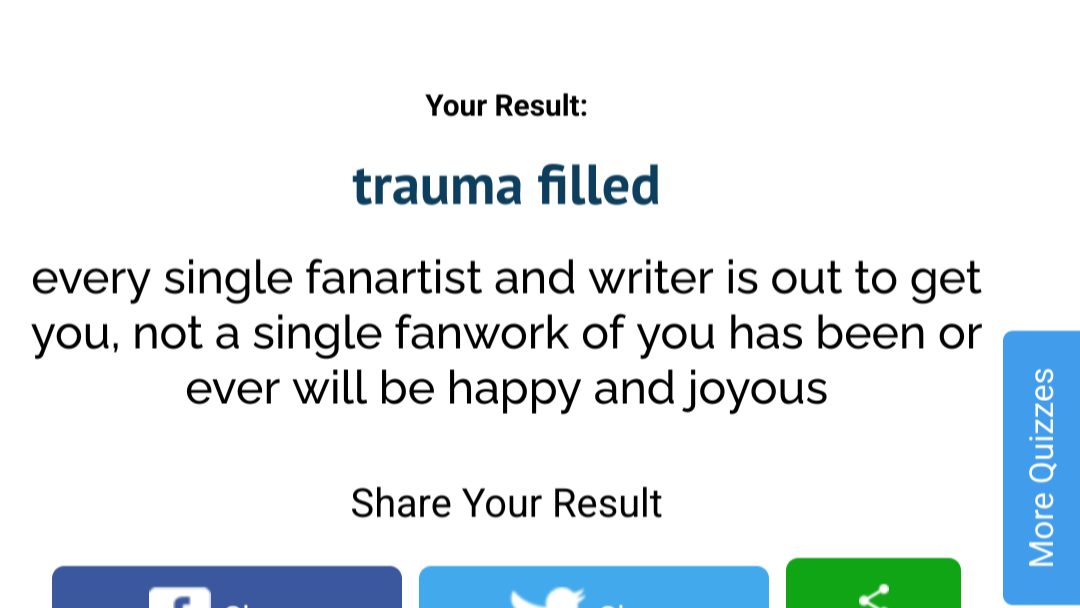 Your Result:
trauma filled
every single fanartist and writer is out to get
you, not a single fanwork of you has been or
ever will be happy and joyous
Share Your Result
More Quizzes